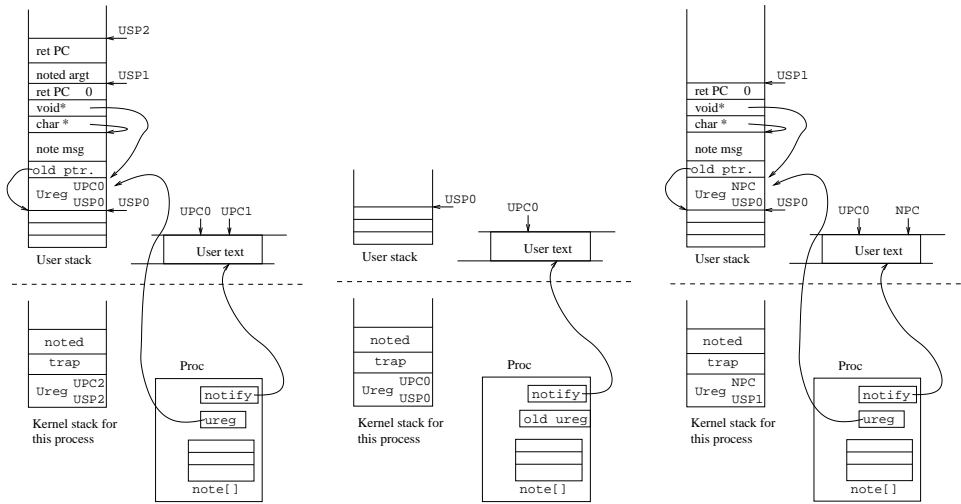 USP2
ret PC
noted argt
USP1
ret PC 0
void*
char *
note msg
old ptr.
Ureg
UPC0
USP0
USP0
UPC0
UPC1
User text
User stack
noted
trap
Ureg
UPC2
USP2
Kernel stack for
this process
Proc
notify
ureg
note[]
USP0
UPC0
User text
User stack
noted
trap
Ureg
UPC0
USP0
Kernel stack for
this process
Proc
notify
old ureg
note[]
USP1
ret PC 0
void*
char *
note msg
old ptr.
Ureg
NPC
USP0
USP0
UPC0
NPC
User text
User stack
noted
trap
Ureg
NPC
USP1
Kernel stack for
this process
Proc
notify
ureg
note[]